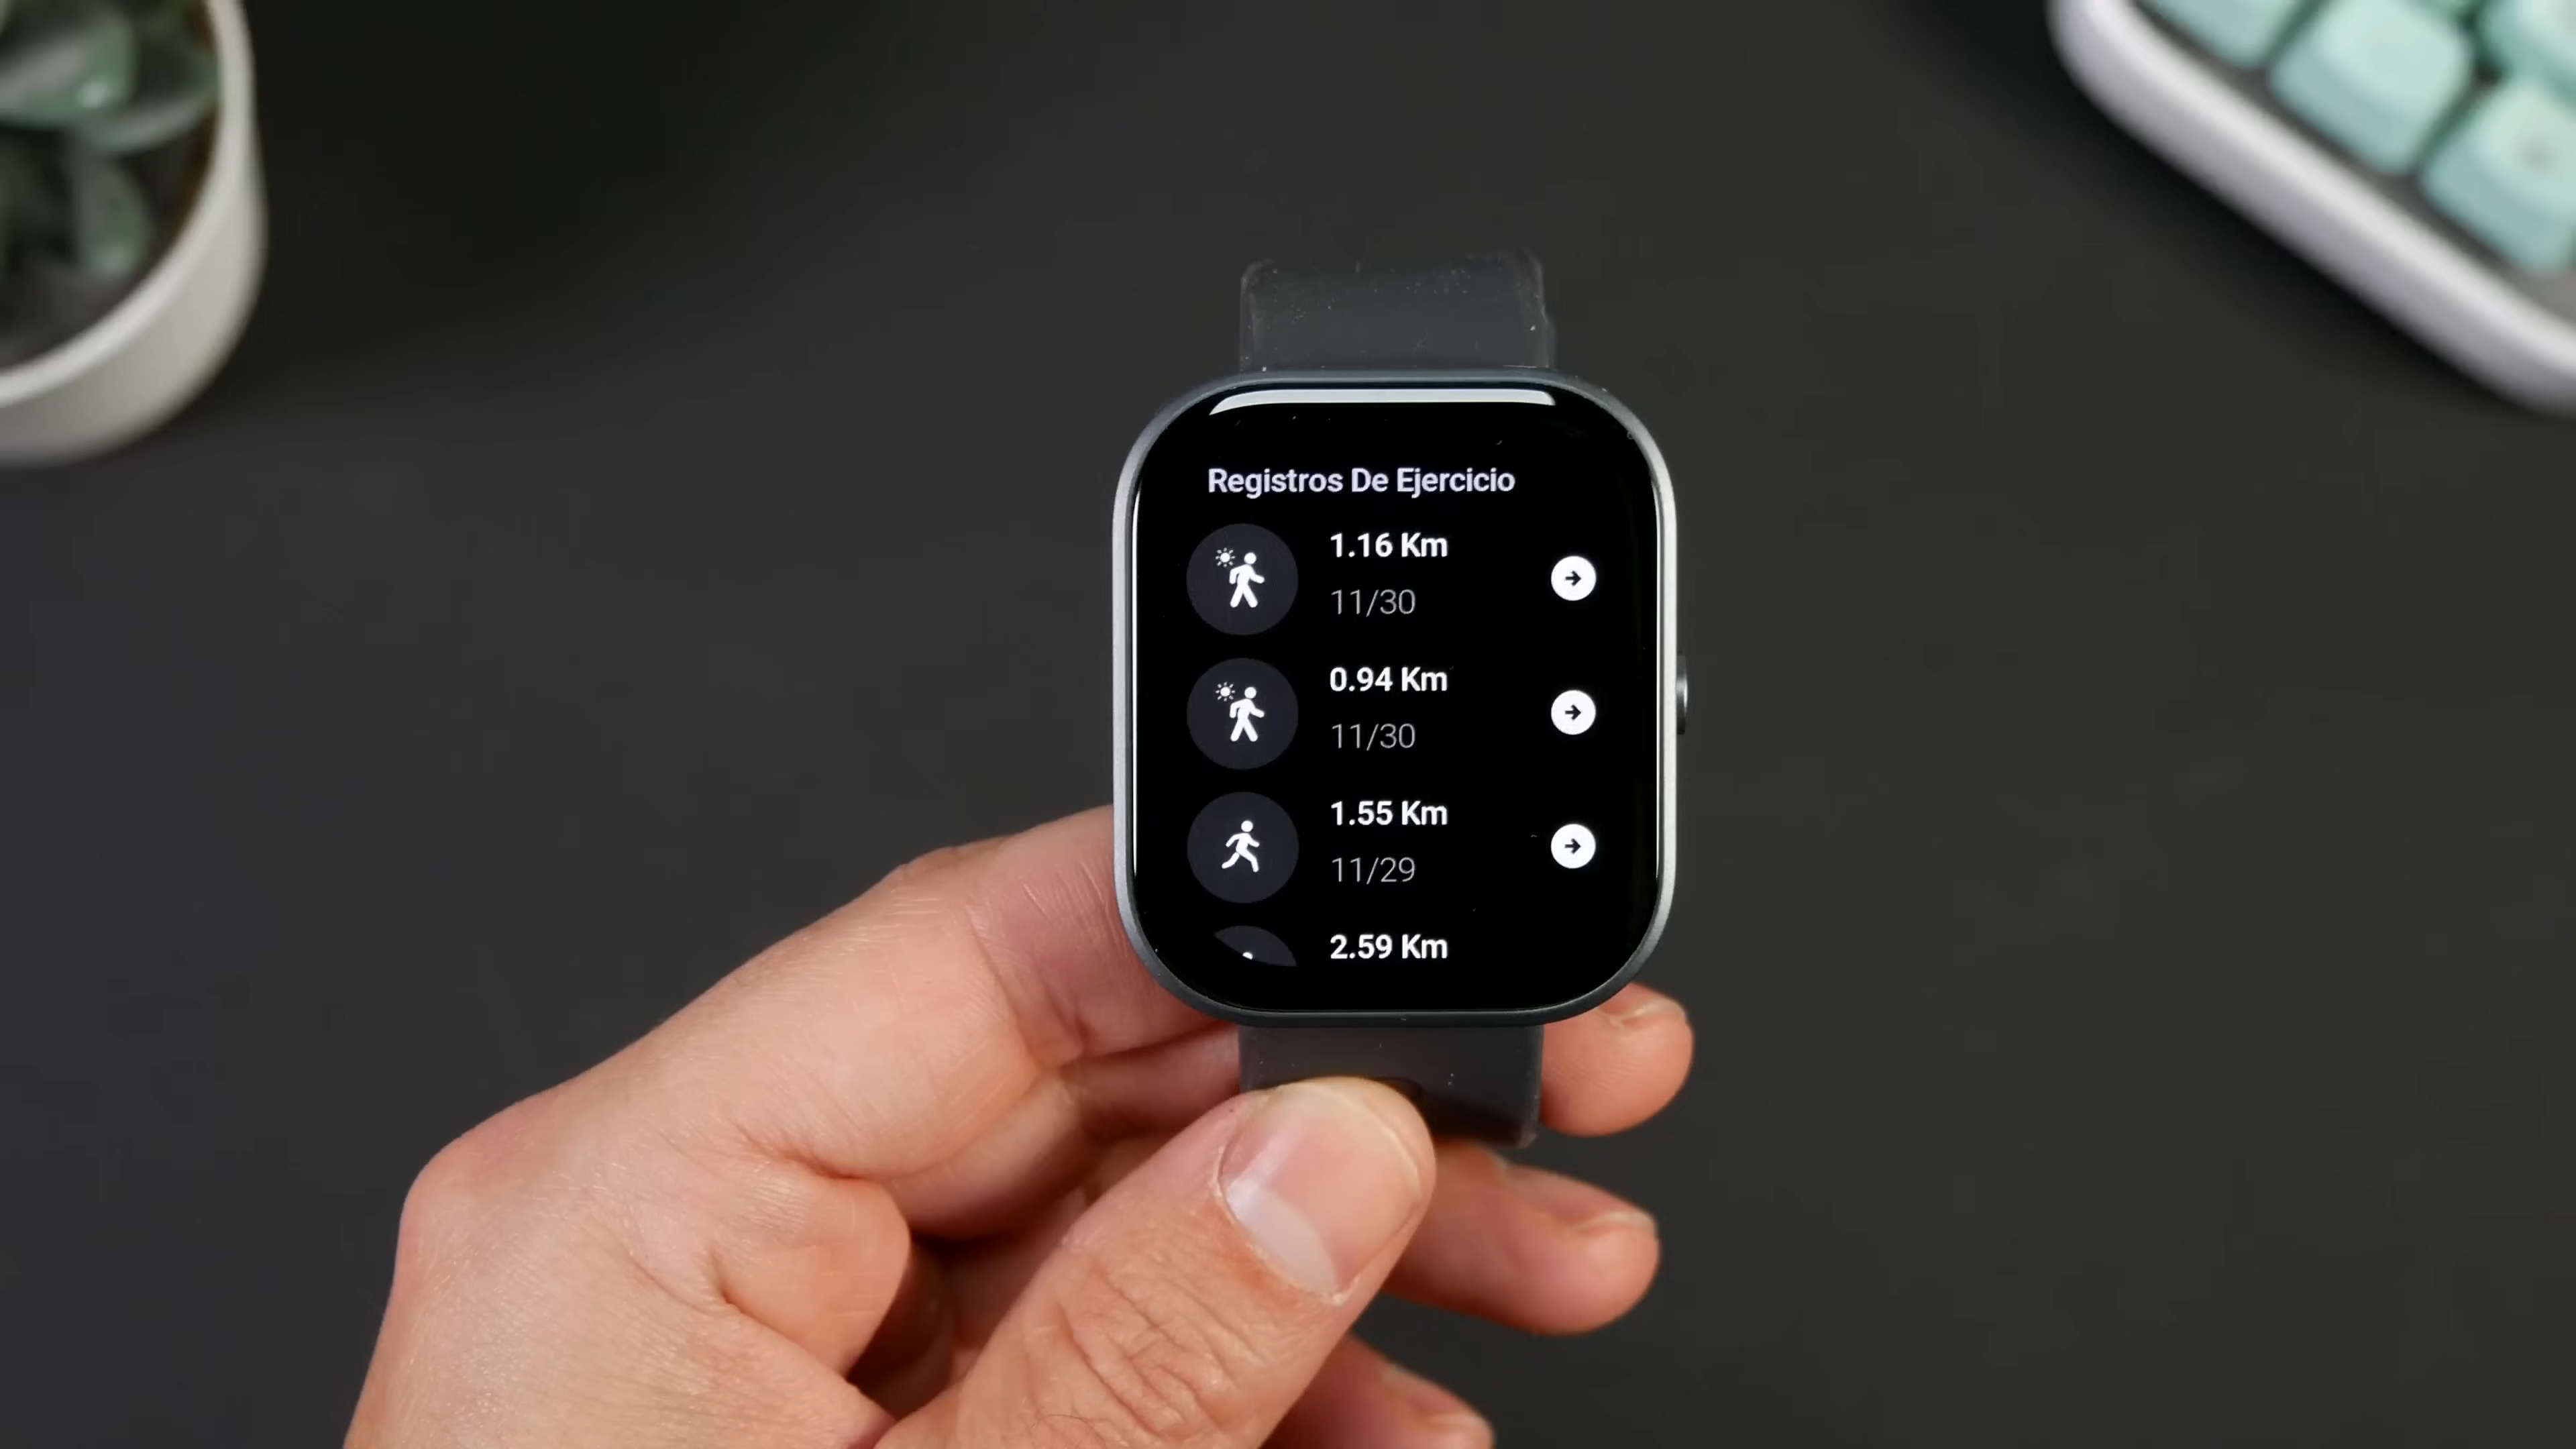 Registros De Ejercicio
1.16 Km
11/30
0.94 Km
11/30
1.55 Km
11/29
2.59 Km